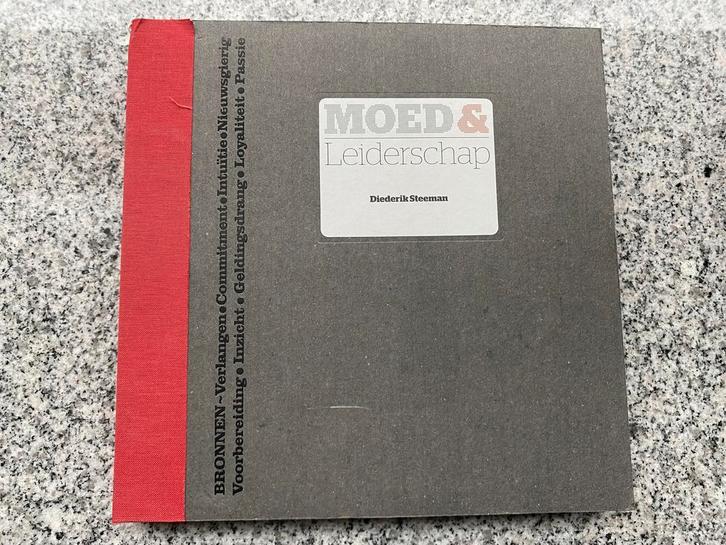 MOED &
Leiderschap
Diederik Steeman
BRONNEN ~ Verlangen • Commitment • Intuïtie • Nieuwsgierig
Voorbereiding • Inzicht • Geldingsdrang • Loyaliteit • Passie